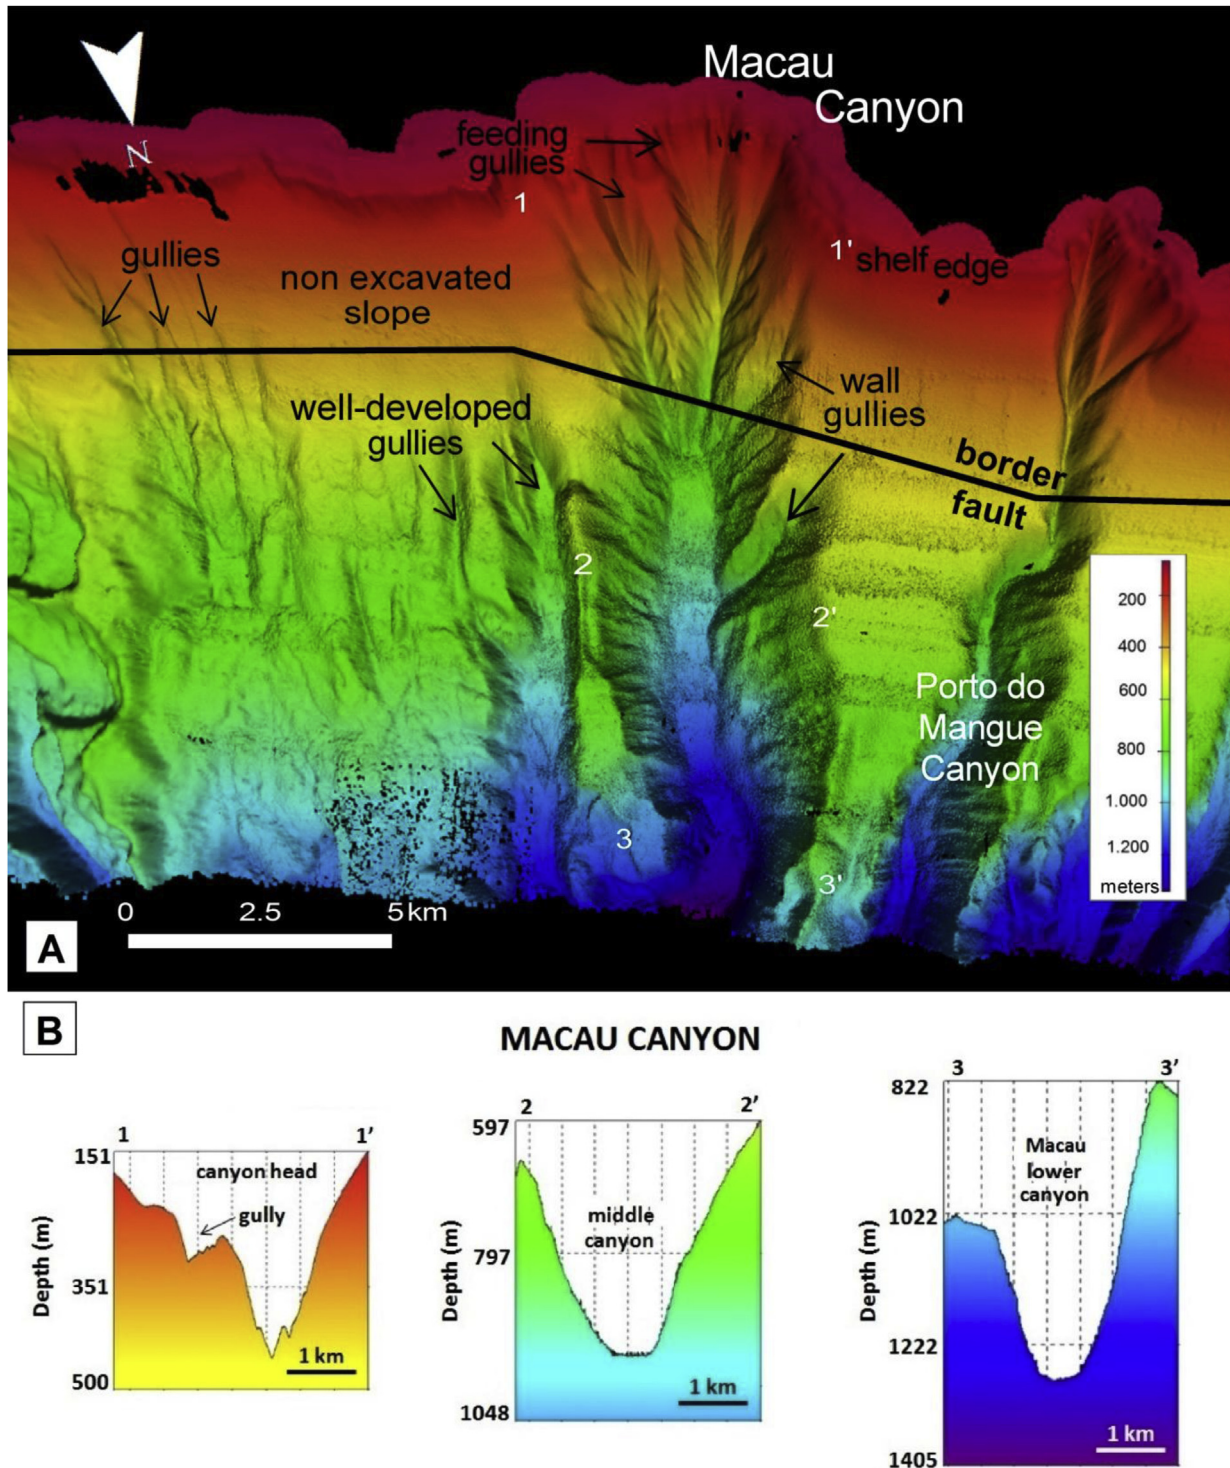 Macau
Canyon
N
feeding
gullies
1
1'
shelf edge
gullies
non excavated
slope
well-developed
gullies
wall
gullies
border
fault
2
2'
Porto do
Mangue
Canyon
3
3'
200
400
600
800
1.000
1.200
meters
0 2.5 5 km
A
B
MACAU CANYON
1 1'
151
canyon head
gully
351
Depth (m)
1 km
500
2 2'
597
middle
canyon
797
Depth (m)
1 km
1048
3 3'
822
Macau
lower
canyon
1022
Depth (m)
1222
1 km
1405